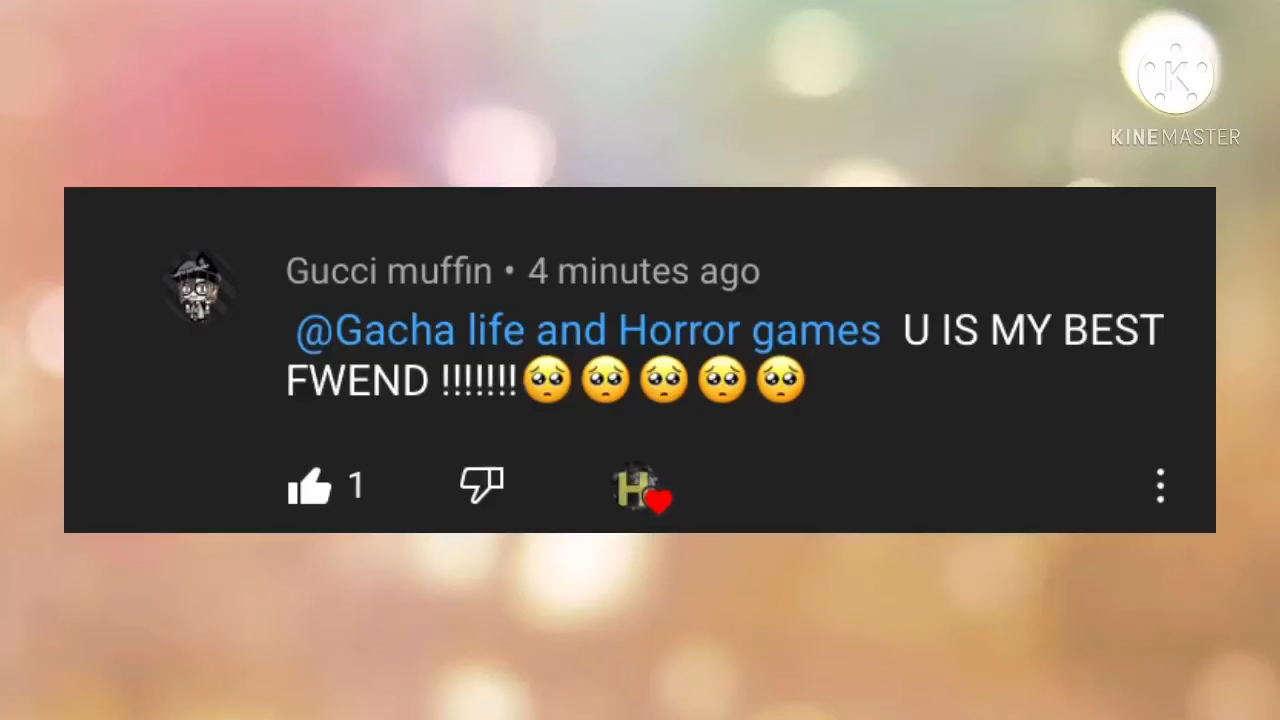 K
KINEMASTER
Gucci muffin • 4 minutes ago
@Gacha life and Horror games U IS MY BEST
FWEND !!!!!!!🥺🥺🥺🥺🥺
1
H